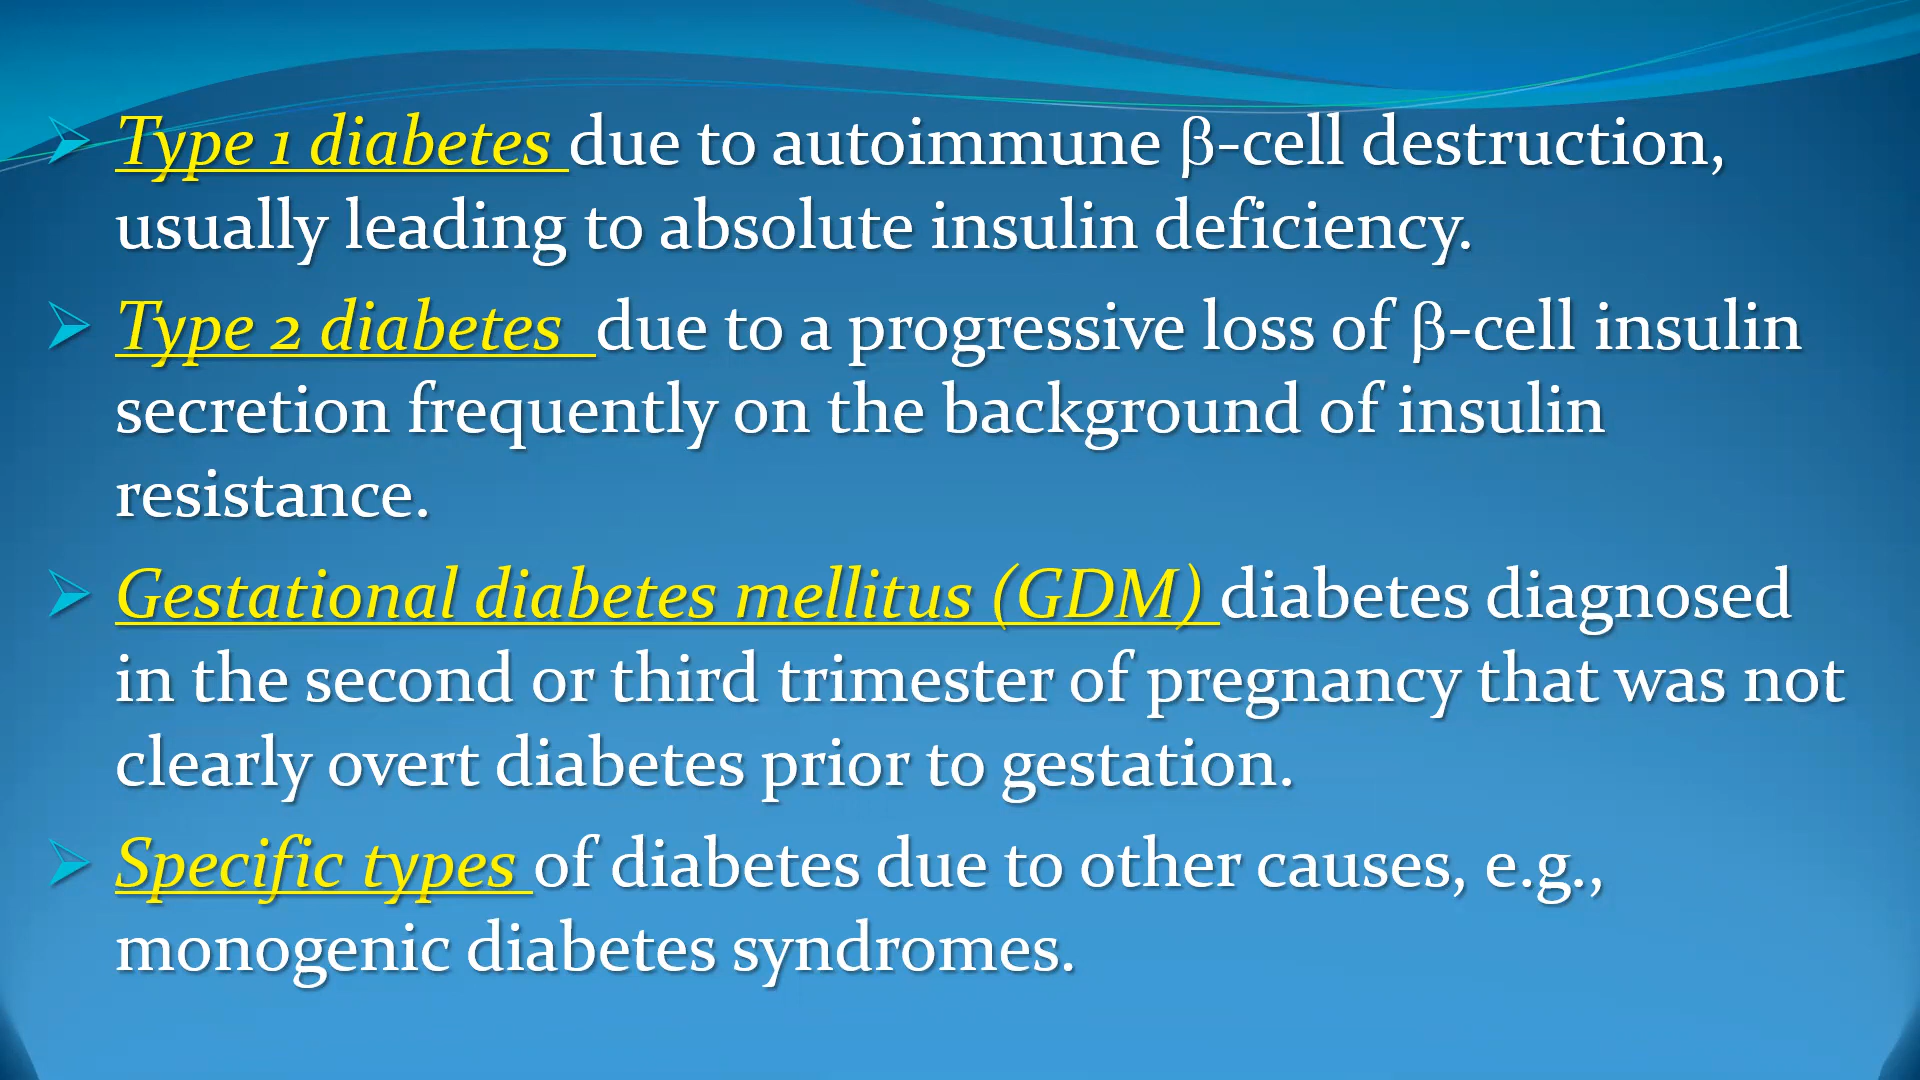 Type 1 diabetes due to autoimmune β-cell destruction,
usually leading to absolute insulin deficiency.
Type 2 diabetes due to a progressive loss of β-cell insulin
secretion frequently on the background of insulin
resistance.
Gestational diabetes mellitus (GDM) diabetes diagnosed
in the second or third trimester of pregnancy that was not
clearly overt diabetes prior to gestation.
Specific types of diabetes due to other causes, e.g.,
monogenic diabetes syndromes.